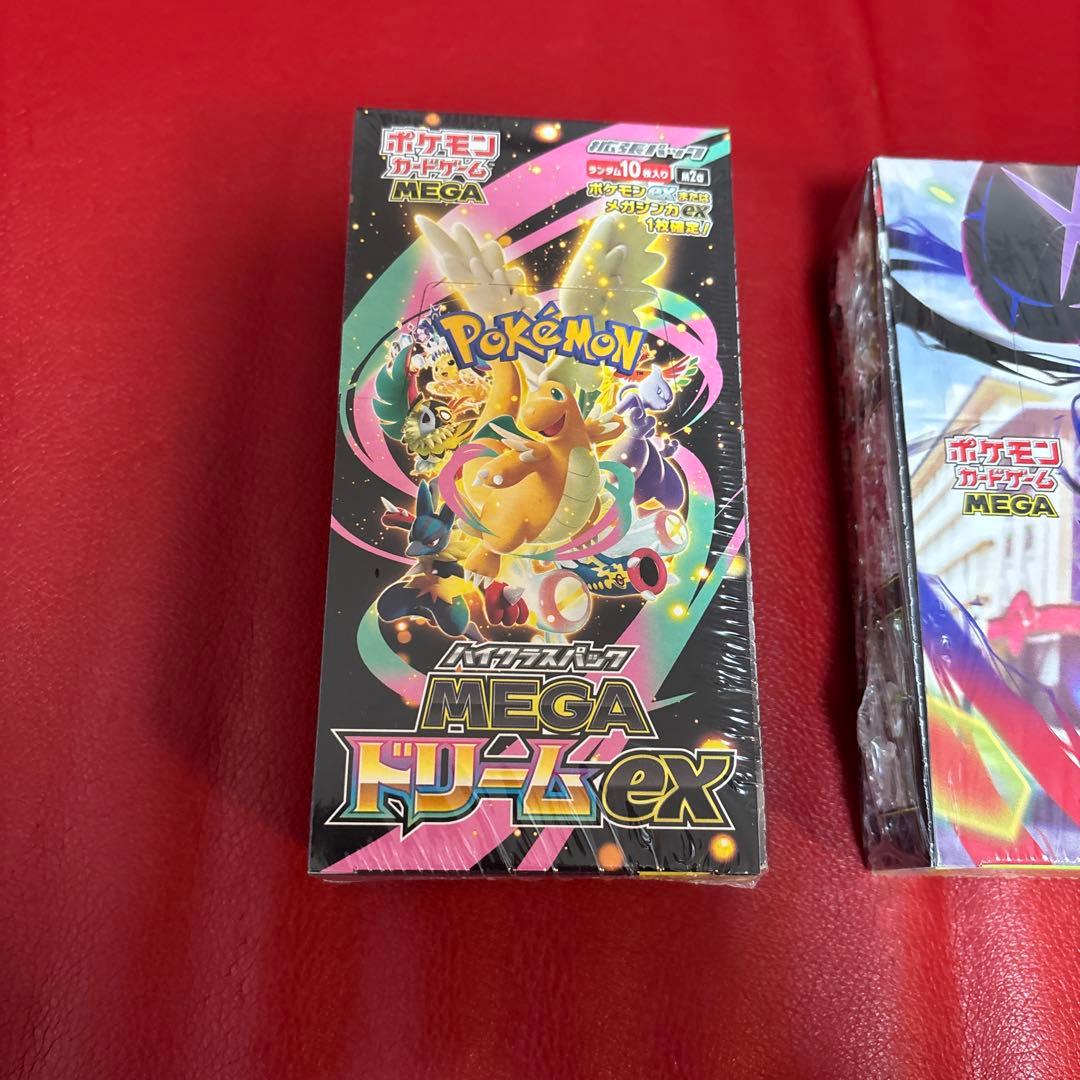 ポケモン
カードゲーム
MEGA
拡張パック
ランダム10枚入り M2a
ポケモンexまたは
メガシンカex
1枚確定!
POKéMON
TM
ハイクラスパック
MEGA
ドリームex
ポケモン
カードゲーム
MEGA